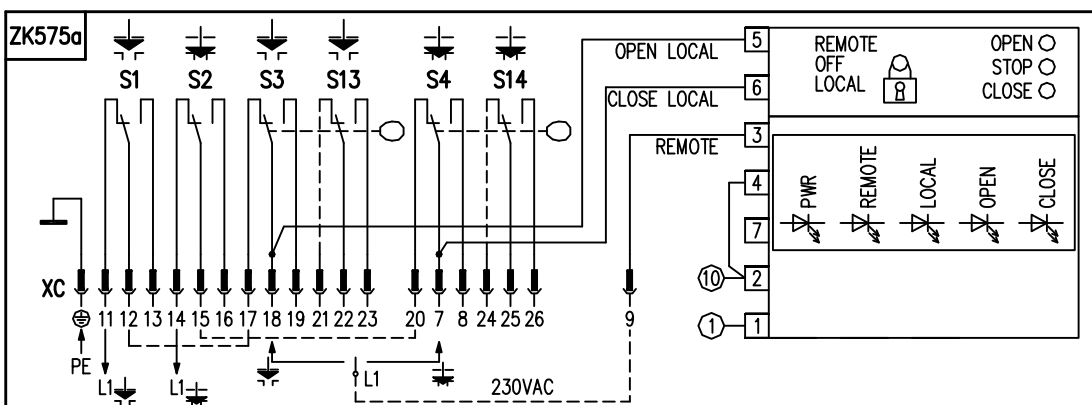 ZK575a
S1 S2 S3 S13 S4 S14
OPEN LOCAL
CLOSE LOCAL
REMOTE
5
6
3
4
7
2
1
REMOTE
OFF
LOCAL
OPEN
STOP
CLOSE
PWR
REMOTE
LOCAL
OPEN
CLOSE
10
1
XC
11 12 13 14 15 16 17 18 19 21 22 23 20 7 8 24 25 26 9
PE
L1
L1
L1
230VAC